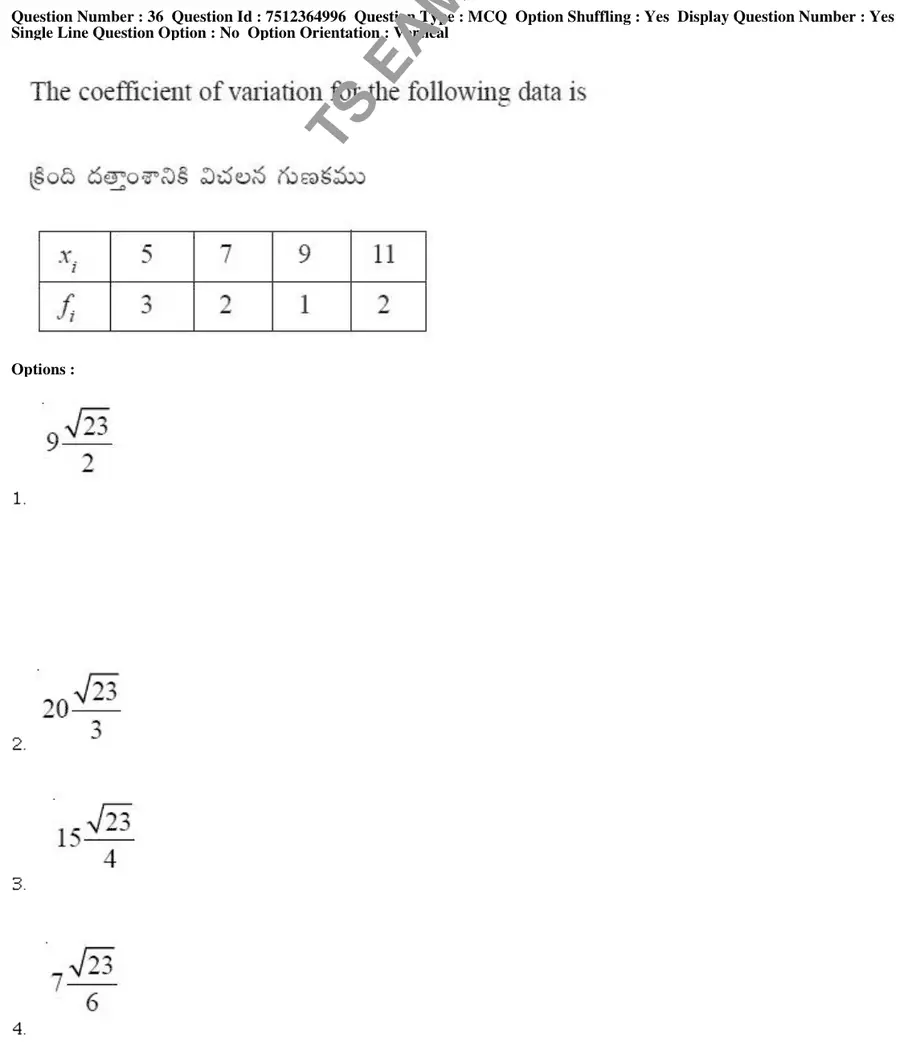 Question Number : 36 Question Id : 7512364996 Question Type : MCQ Option Shuffling : Yes Display Question Number : Yes
Single Line Question Option : No Option Orientation : Vertical
TS EAM
The coefficient of variation for the following data is
క్రింది దత్తాంశానికి విచలన గుణకము
xᵢ 5 7 9 11
fᵢ 3 2 1 2
Options :
9 √23/2
1.
20 √23/3
2.
15 √23/4
3.
7 √23/6
4.